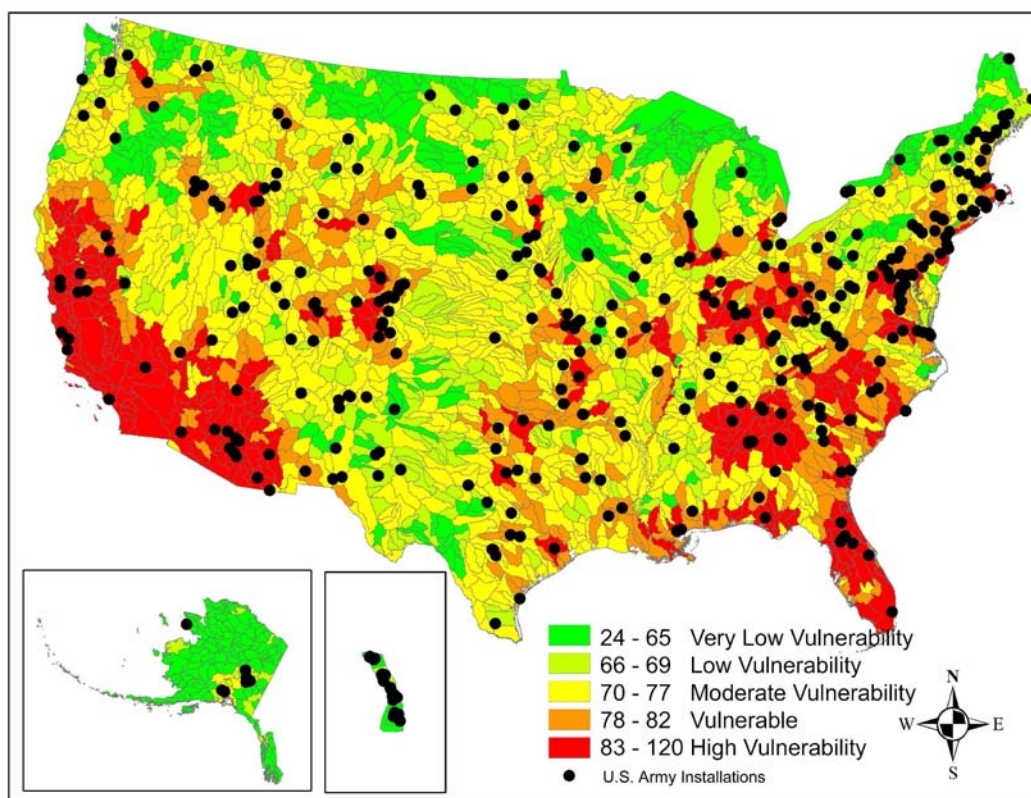 24 - 65 Very Low Vulnerability
66 - 69 Low Vulnerability
70 - 77 Moderate Vulnerability
78 - 82 Vulnerable
83 - 120 High Vulnerability
U.S. Army Installations
N
W E
S